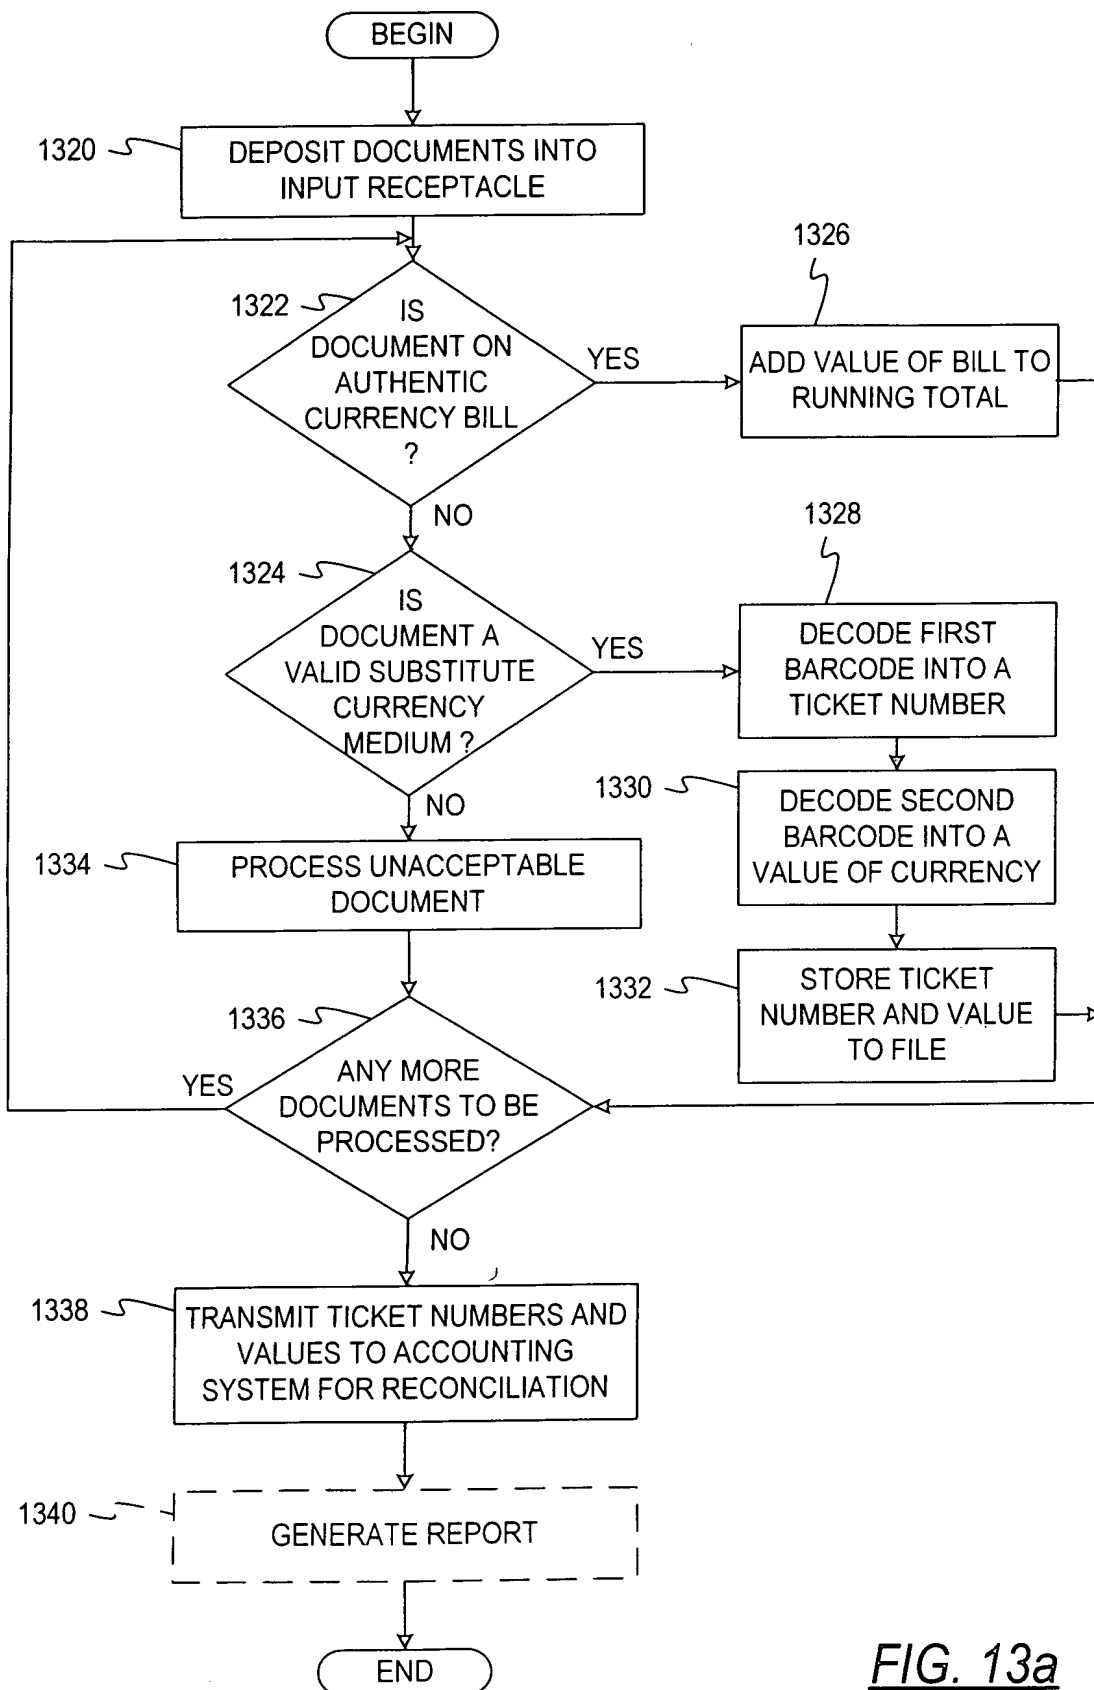 BEGIN
1320
DEPOSIT DOCUMENTS INTO
INPUT RECEPTACLE
1322
IS
DOCUMENT ON
AUTHENTIC
CURRENCY BILL
?
YES
1326
ADD VALUE OF BILL TO
RUNNING TOTAL
NO
1324
IS
DOCUMENT A
VALID SUBSTITUTE
CURRENCY
MEDIUM ?
YES
1328
DECODE FIRST
BARCODE INTO A
TICKET NUMBER
1330
DECODE SECOND
BARCODE INTO A
VALUE OF CURRENCY
1332
STORE TICKET
NUMBER AND VALUE
TO FILE
NO
1334
PROCESS UNACCEPTABLE
DOCUMENT
1336
ANY MORE
DOCUMENTS TO BE
PROCESSED?
YES
NO
1338
TRANSMIT TICKET NUMBERS AND
VALUES TO ACCOUNTING
SYSTEM FOR RECONCILIATION
1340
GENERATE REPORT
END
FIG. 13a